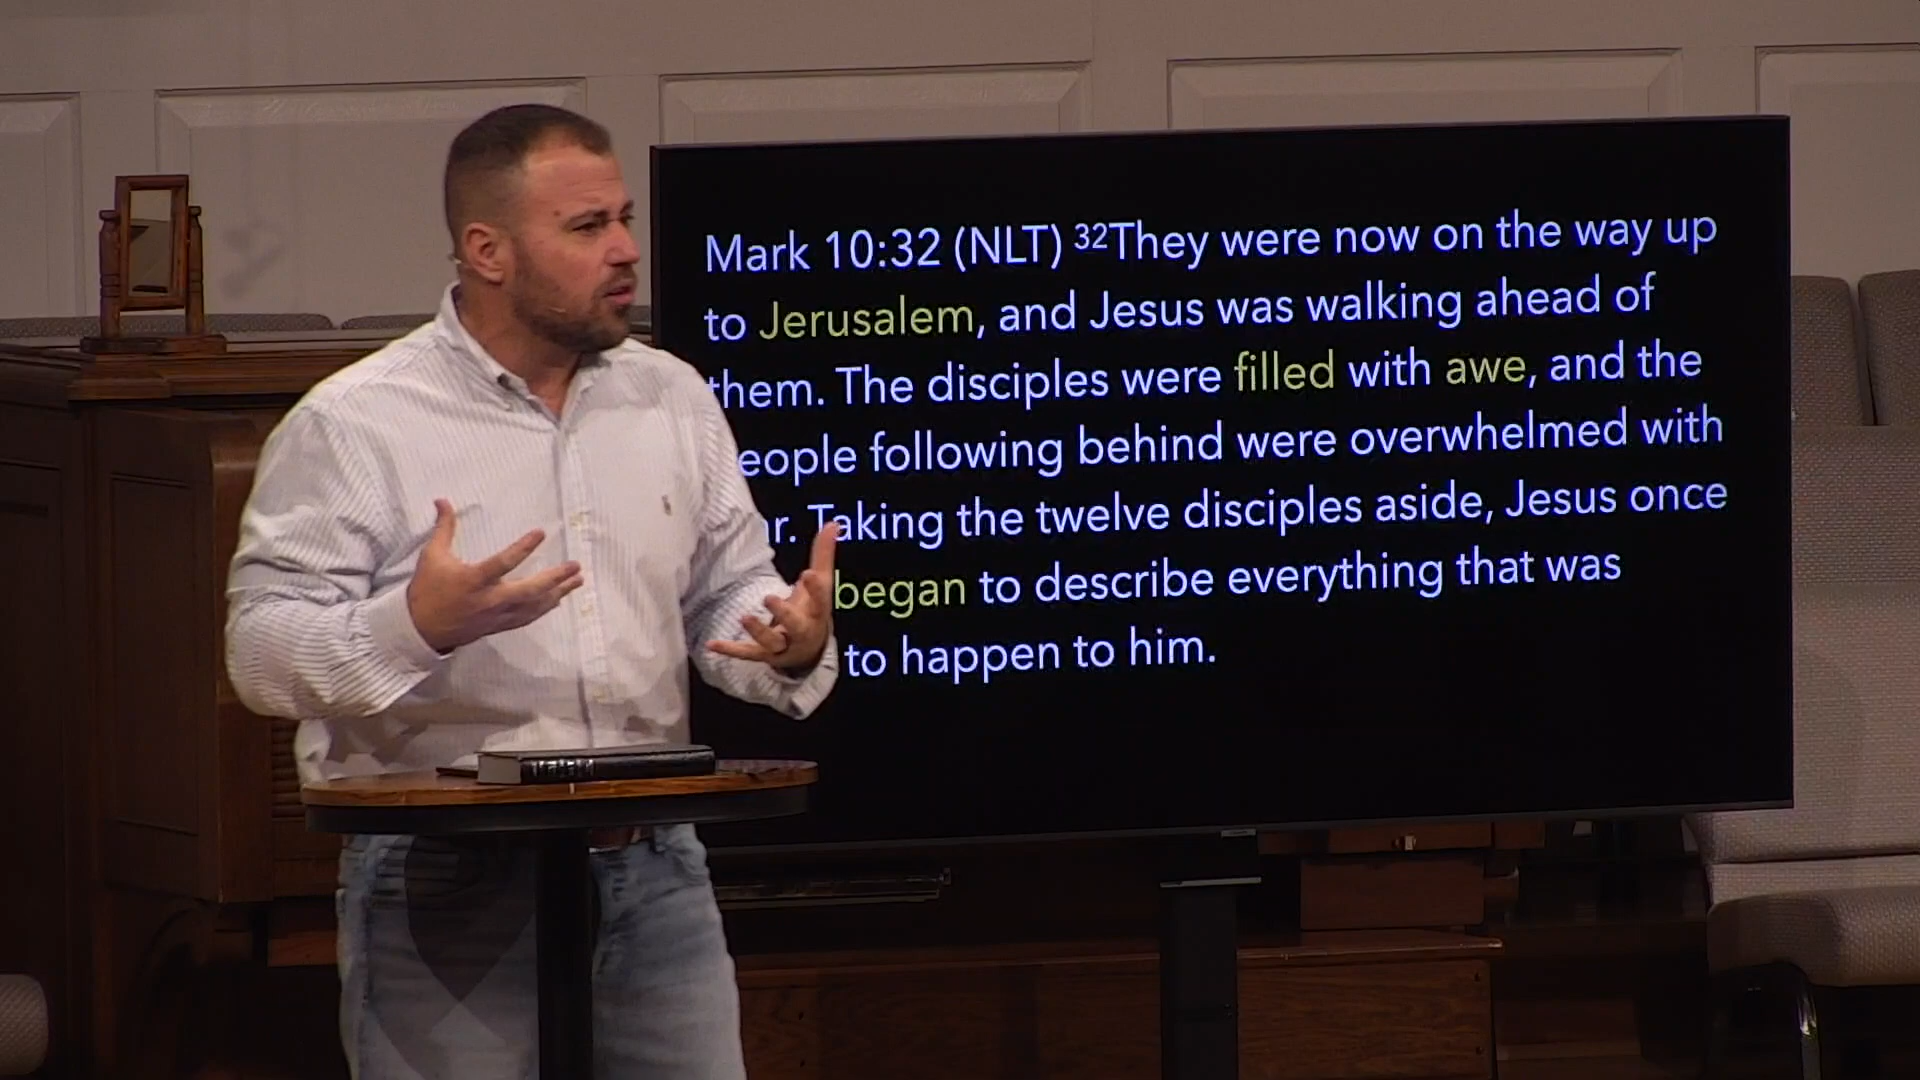 Mark 10:32 (NLT) ³²They were now on the way up
to Jerusalem, and Jesus was walking ahead of
them. The disciples were filled with awe, and the
eople following behind were overwhelmed with
r. Taking the twelve disciples aside, Jesus once
began to describe everything that was
to happen to him.